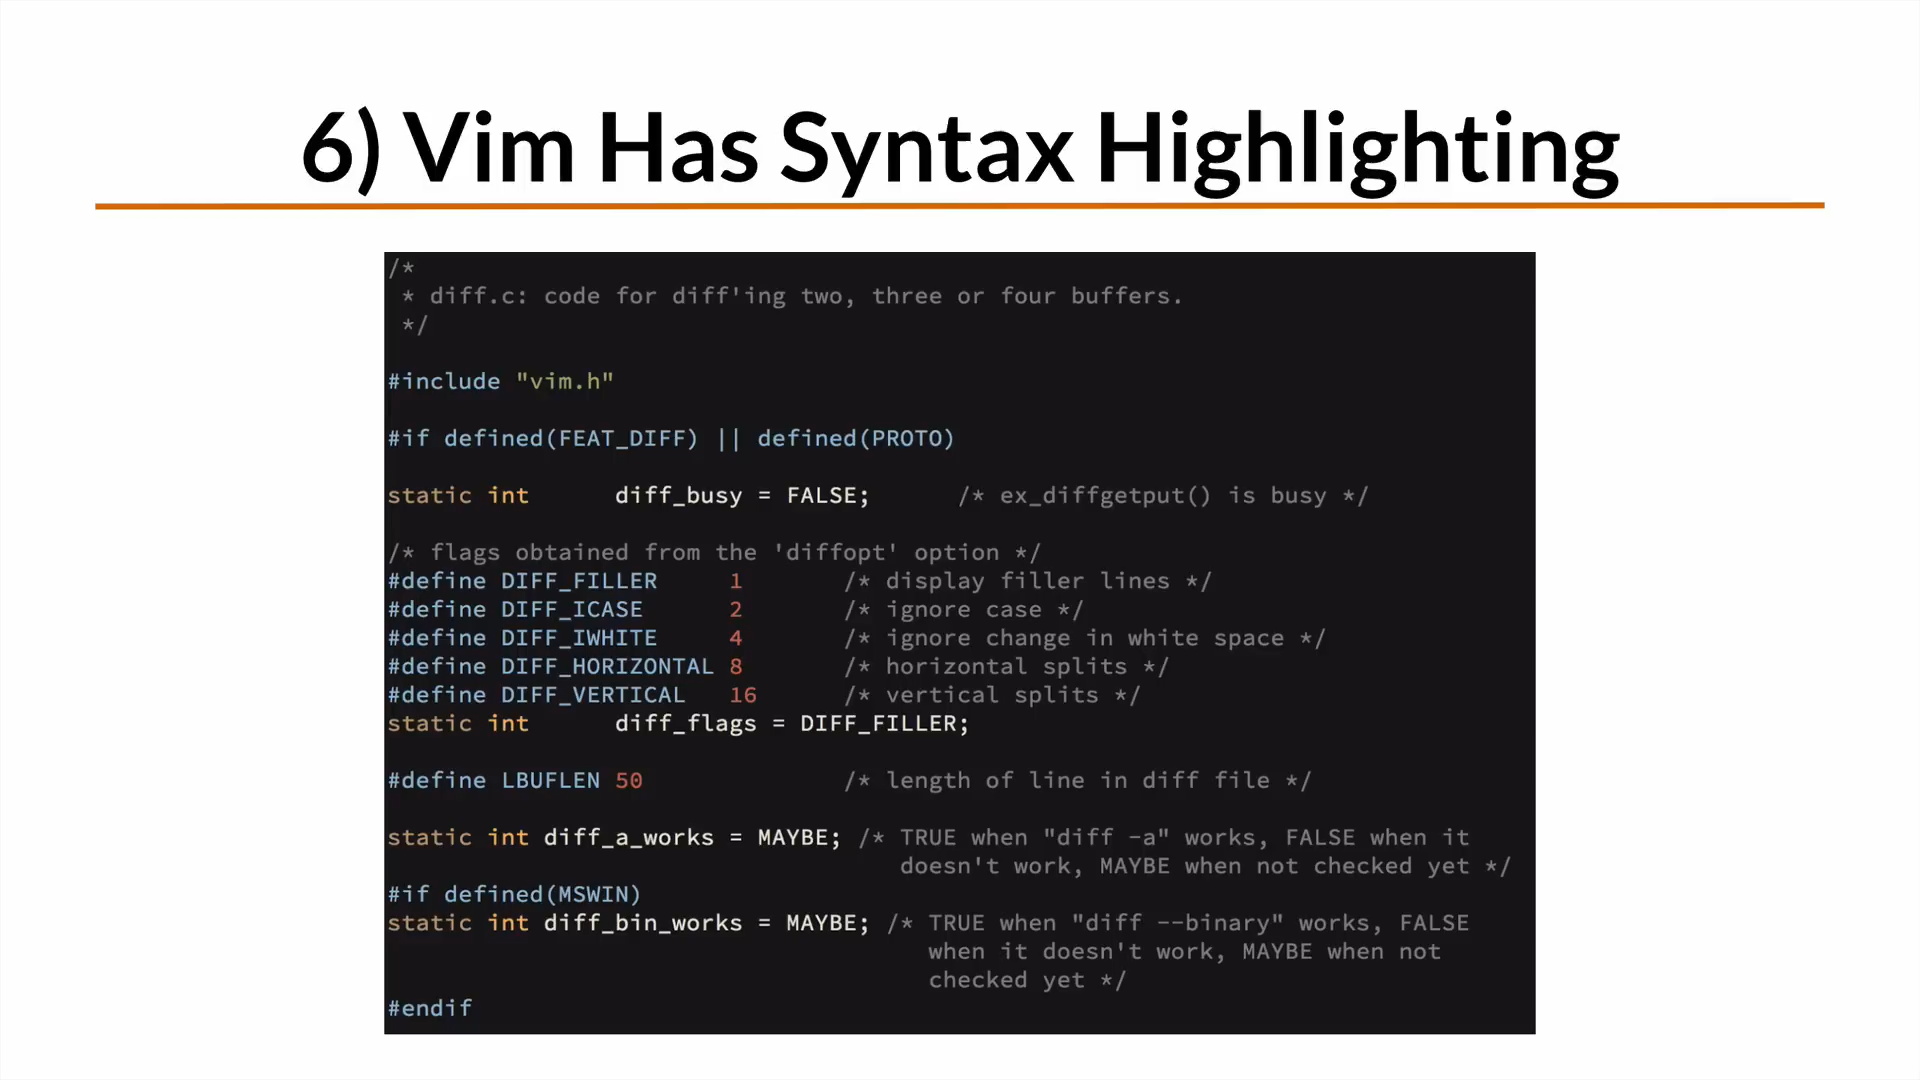 6) Vim Has Syntax Highlighting
/*
 * diff.c: code for diff'ing two, three or four buffers.
 */
#include "vim.h"
#if defined(FEAT_DIFF) || defined(PROTO)
static int      diff_busy = FALSE;      /* ex_diffgetput() is busy */
/* flags obtained from the 'diffopt' option */
#define DIFF_FILLER     1       /* display filler lines */
#define DIFF_ICASE      2       /* ignore case */
#define DIFF_IWHITE     4       /* ignore change in white space */
#define DIFF_HORIZONTAL 8       /* horizontal splits */
#define DIFF_VERTICAL   16      /* vertical splits */
static int      diff_flags = DIFF_FILLER;
#define LBUFLEN 50              /* length of line in diff file */
static int diff_a_works = MAYBE; /* TRUE when "diff -a" works, FALSE when it
                                    doesn't work, MAYBE when not checked yet */
#if defined(MSWIN)
static int diff_bin_works = MAYBE; /* TRUE when "diff --binary" works, FALSE
                                      when it doesn't work, MAYBE when not
                                      checked yet */
#endif